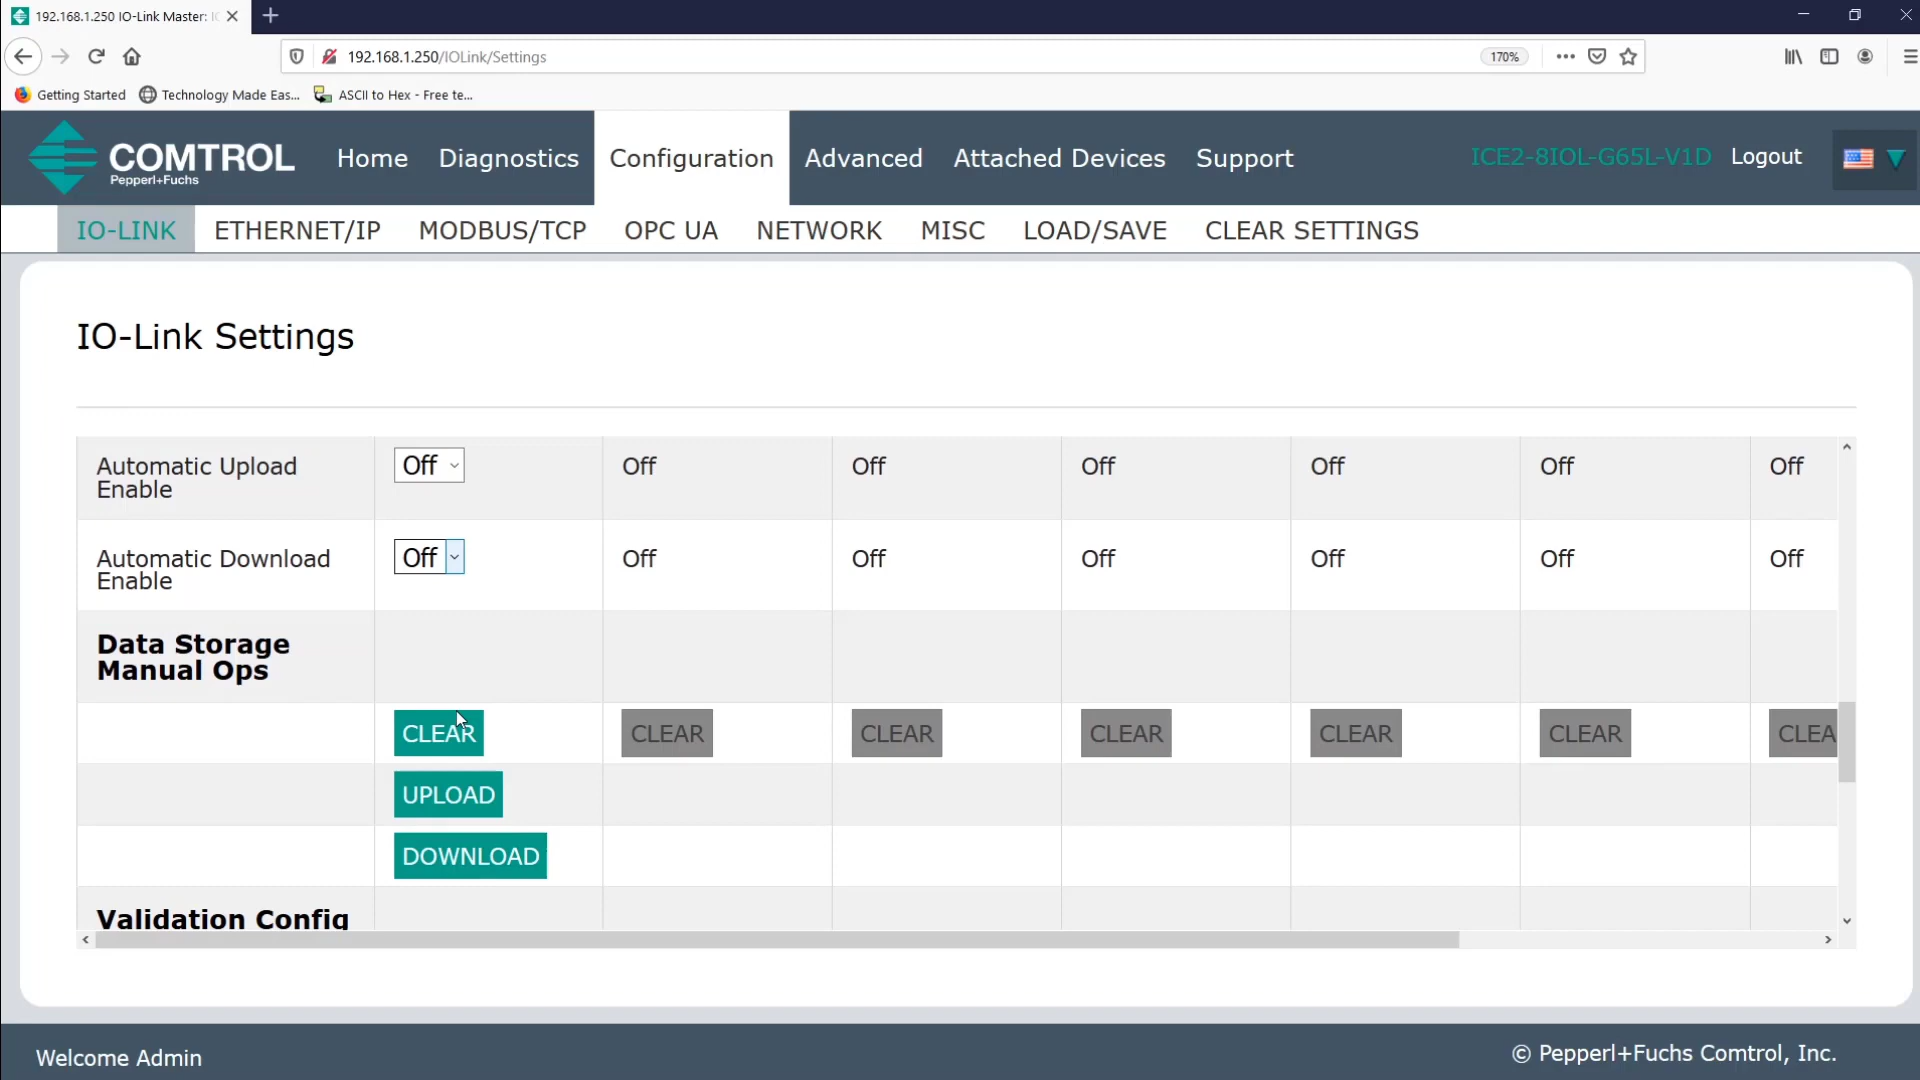 192.168.1.250 IO-Link Master: IO
192.168.1.250/IOLink/Settings
170%
Getting Started
Technology Made Eas...
ASCII to Hex - Free te...
COMTROL
Pepperl+Fuchs
Home
Diagnostics
Configuration
Advanced
Attached Devices
Support
ICE2-8IOL-G65L-V1D
Logout
IO-LINK
ETHERNET/IP
MODBUS/TCP
OPC UA
NETWORK
MISC
LOAD/SAVE
CLEAR SETTINGS
IO-Link Settings
Automatic Upload
Enable
Off
Off
Off
Off
Off
Off
Off
Automatic Download
Enable
Off
Off
Off
Off
Off
Off
Off
Data Storage
Manual Ops
CLEAR
CLEAR
CLEAR
CLEAR
CLEAR
CLEAR
CLEA
UPLOAD
DOWNLOAD
Validation Config
Welcome Admin
© Pepperl+Fuchs Comtrol, Inc.